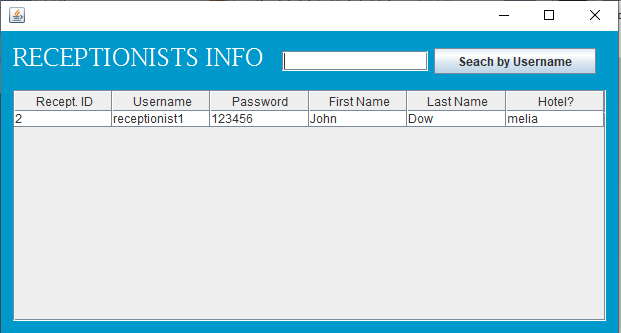 RECEPTIONISTS INFO
Seach by Username
Recept. ID Username Password First Name Last Name Hotel?
2 receptionist1 123456 John Dow melia